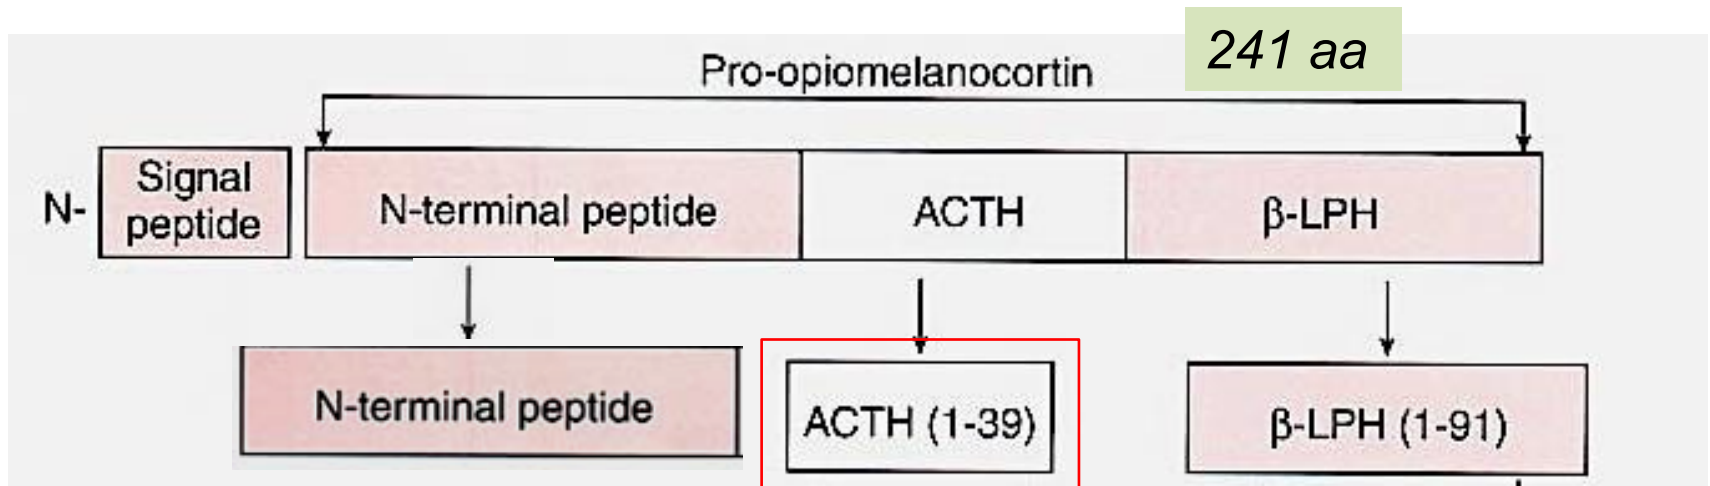 241 aa
Pro-opiomelanocortin
N-
Signal
peptide
N-terminal peptide
ACTH
β-LPH
N-terminal peptide
ACTH (1-39)
β-LPH (1-91)